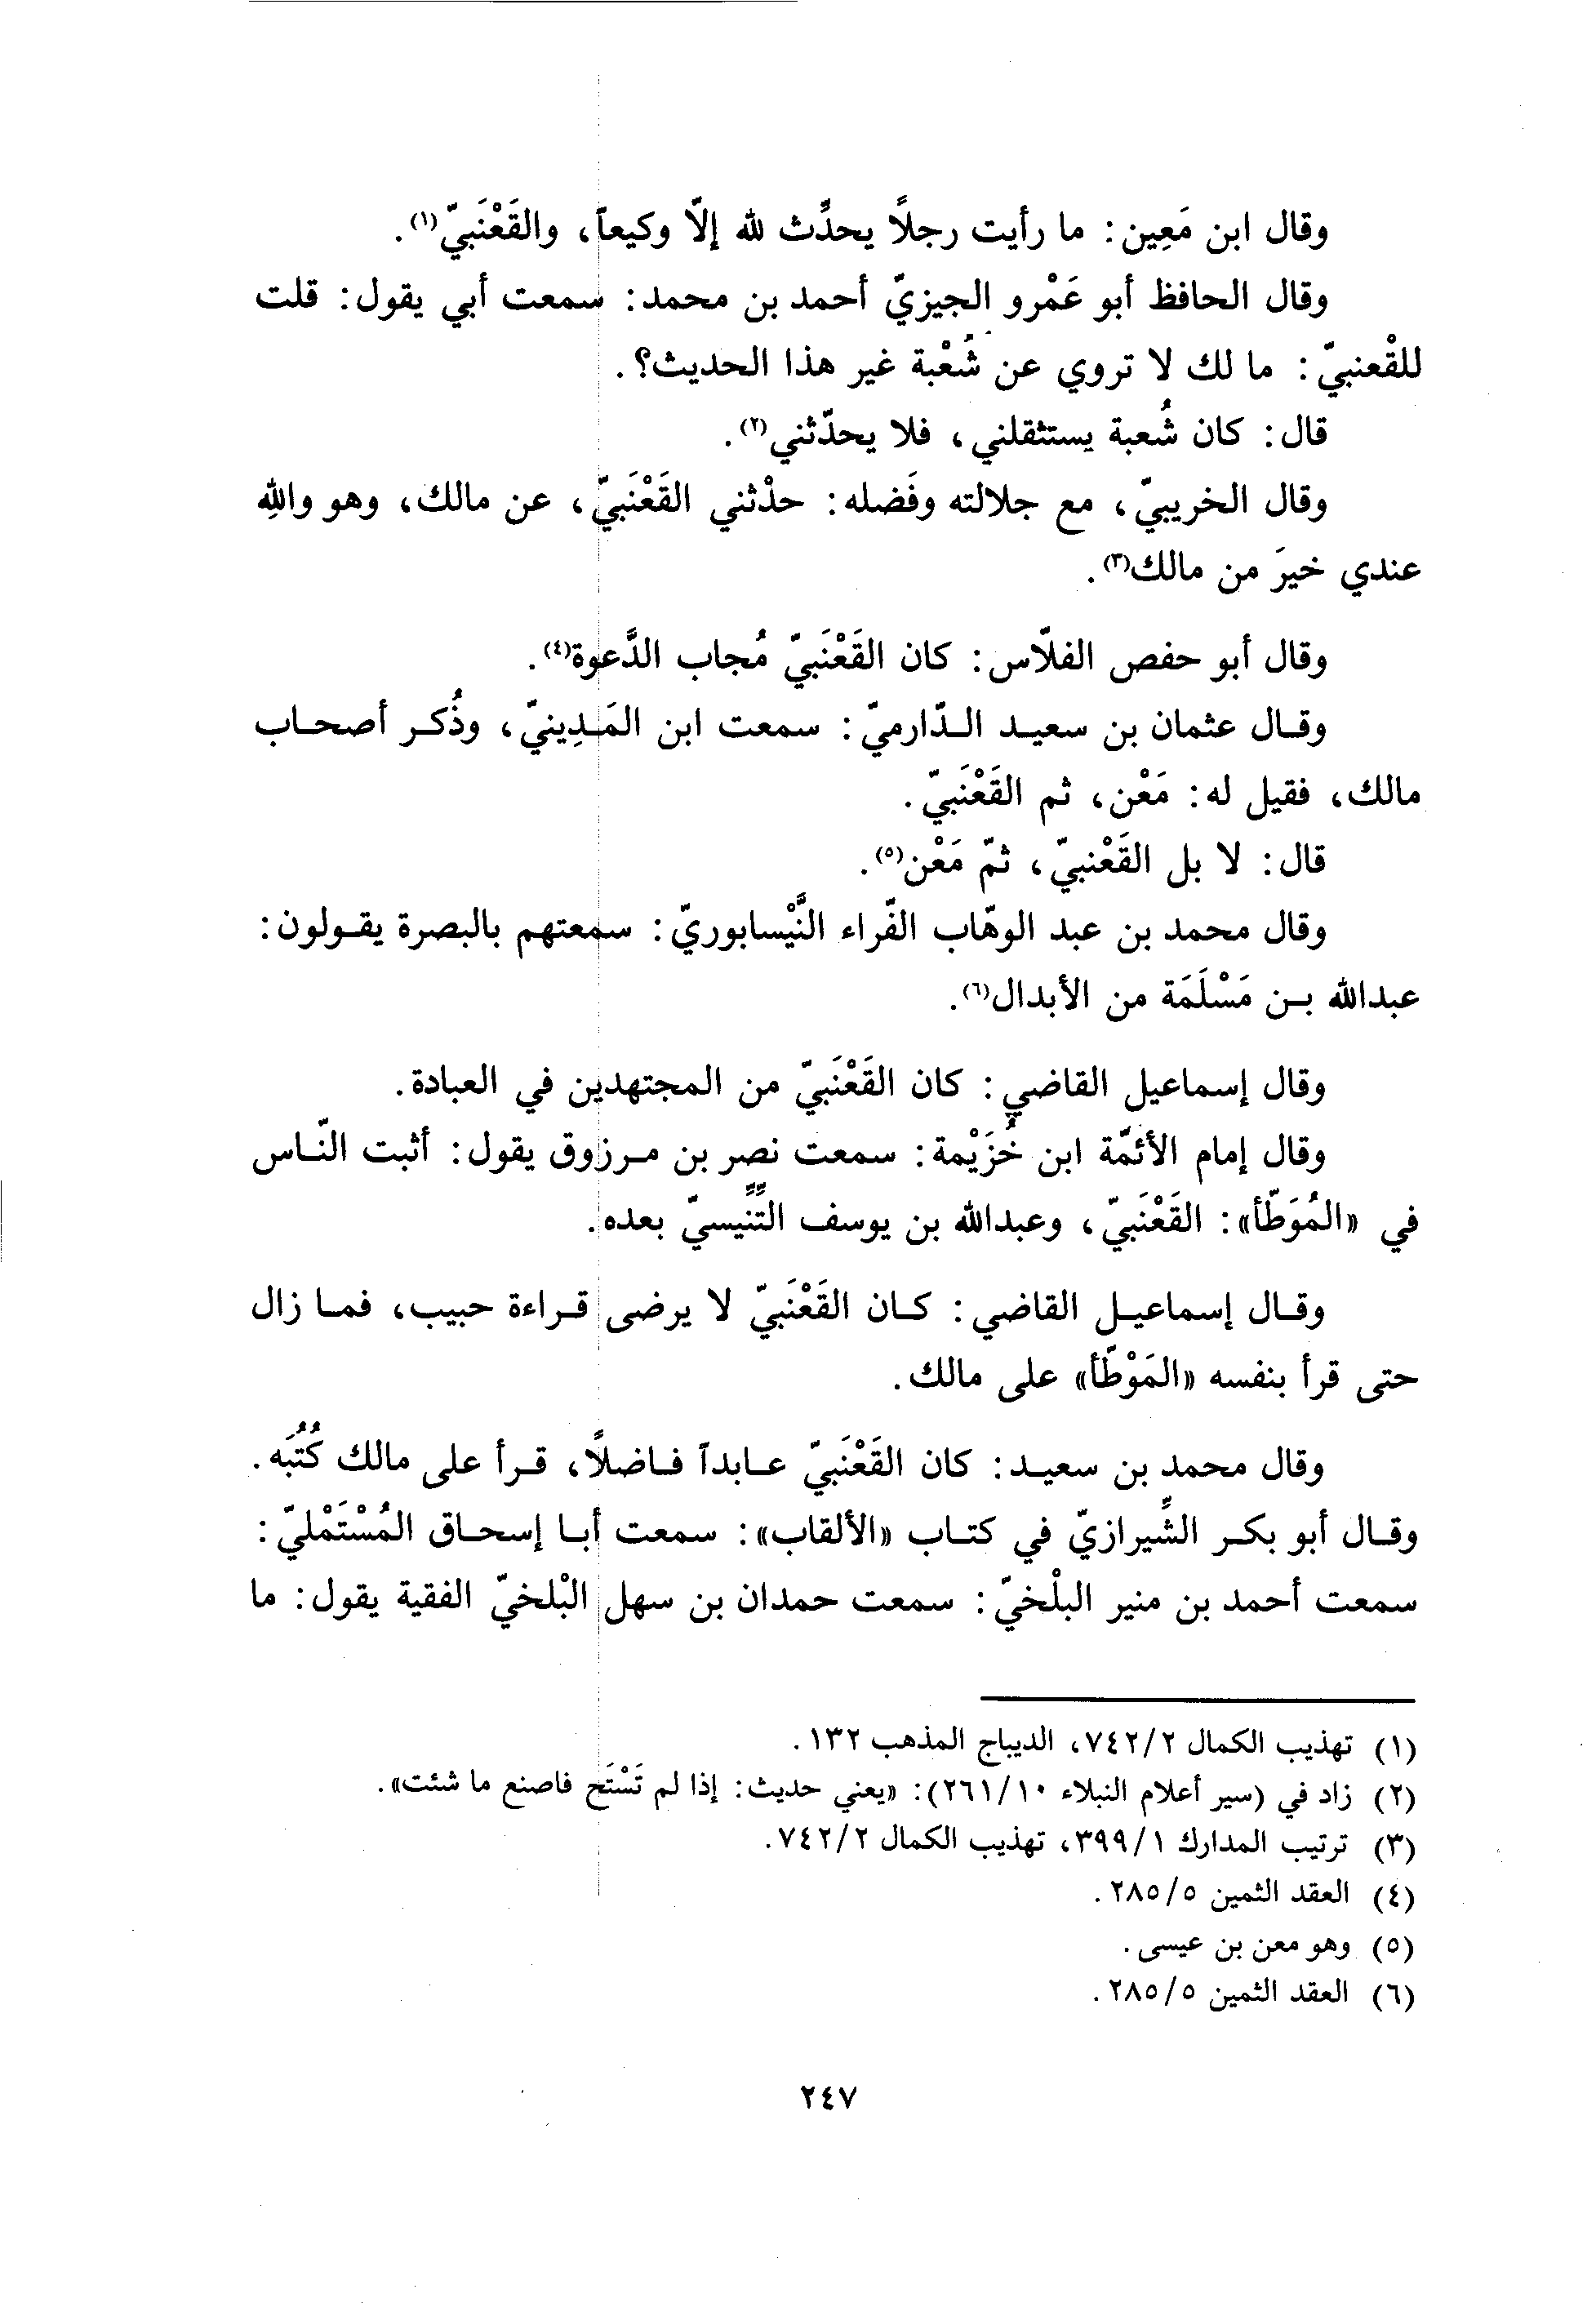 وقال ابن مَعِين: ما رأيت رجلًا يحدِّث لله إلّا وكيعاً، والقَعْنَبيّ(١).
وقال الحافظ أبو عَمْرو الجيزيّ أحمد بن محمد: سمعت أبي يقول: قلت
للقْعنبيّ: ما لك لا تروي عن شُعْبة غير هذا الحديث؟.
قال: كان شُعبة يستثقلني، فلا يحدّثني(٢).
وقال الخريبيّ، مع جلالته وفَضله: حدْثني القَعْنَبيّ، عن مالك، وهو واللهِ
عندي خيرَ من مالك(٣).
وقال أبو حفص الفلّاس: كان القَعْنَبيّ مُجاب الدَّعوة(٤).
وقال عثمان بن سعيد الدّارميّ: سمعت ابن المَدِينيّ، وذُكر أصحاب
مالك، فقيل له: مَعْن، ثم القَعْنَبيّ.
قال: لا بل القَعْنبيّ، ثمّ مَعْن(٥).
وقال محمد بن عبد الوهّاب الفّراء النَّيْسابوريّ: سمعتهم بالبصرة يقولون:
عبدالله بن مَسْلَمَة من الأبدال(٦).
وقال إسماعيل القاضي: كان القَعْنَبيّ من المجتهدين في العبادة.
وقال إمام الأئمّة ابن خُزَيْمة: سمعت نصر بن مرزوق يقول: أثبت النّاس
في «المُوَطّأ»: القَعْنَبيّ، وعبدالله بن يوسف التِّنِّيسيّ بعده.
وقال إسماعيل القاضي: كان القَعْنَبيّ لا يرضى قراءة حبيب، فما زال
حتى قرأ بنفسه «المَوْطّأ» على مالك.
وقال محمد بن سعيد: كان القَعْنَبيّ عابداً فاضلًا، قرأ على مالك كُتُبَه.
وقال أبو بكر الشِّيرازيّ في كتاب «الألقاب»: سمعت أبا إسحاق المُسْتَمْليّ:
سمعت أحمد بن منير البلْخيّ: سمعت حمدان بن سهل البْلخيّ الفقية يقول: ما
(١) تهذيب الكمال ٧٤٢/٢، الديباج المذهب ١٣٢.
(٢) زاد في (سير أعلام النبلاء ٢٦١/١٠): «يعني حديث: إذا لم تَسْتَح فاصنع ما شئت».
(٣) ترتيب المدارك ٣٩٩/١، تهذيب الكمال ٧٤٢/٢.
(٤) العقد الثمين ٢٨٥/٥.
(٥) وهو معن بن عيسى.
(٦) العقد الثمين ٢٨٥/٥.
٢٤٧